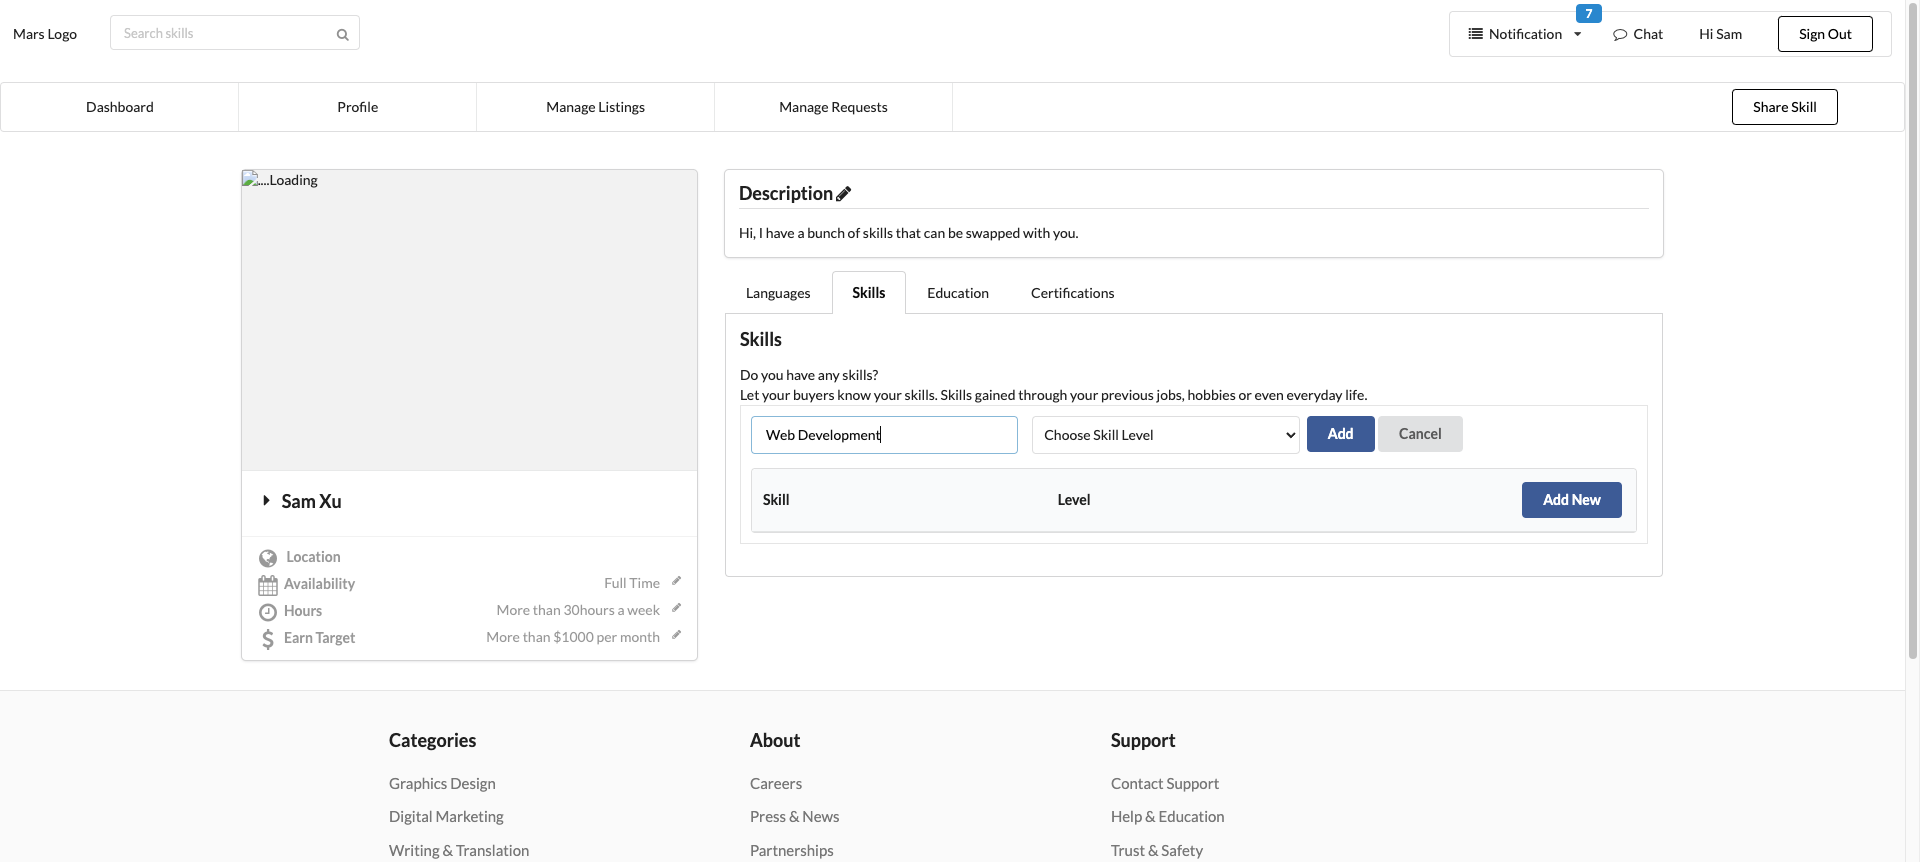 Mars Logo
Search skills
7
Notification
Chat
Hi Sam
Sign Out
Dashboard
Profile
Manage Listings
Manage Requests
Share Skill
....Loading
Sam Xu
Location
Availability
Full Time
Hours
More than 30hours a week
Earn Target
More than $1000 per month
Description
Hi, I have a bunch of skills that can be swapped with you.
Languages
Skills
Education
Certifications
Skills
Do you have any skills?
Let your buyers know your skills. Skills gained through your previous jobs, hobbies or even everyday life.
Web Development
Choose Skill Level
Add
Cancel
Skill
Level
Add New
Categories
Graphics Design
Digital Marketing
Writing & Translation
About
Careers
Press & News
Partnerships
Support
Contact Support
Help & Education
Trust & Safety